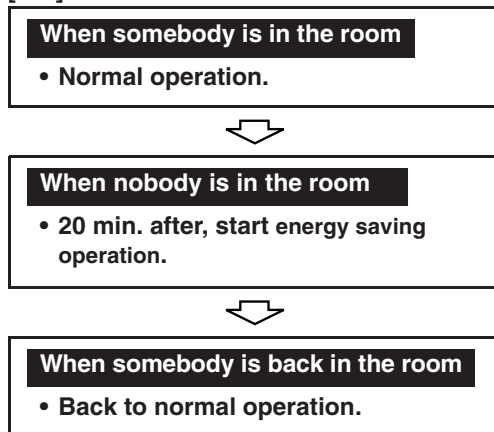 When somebody is in the room
• Normal operation.
When nobody is in the room
• 20 min. after, start energy saving
operation.
When somebody is back in the room
• Back to normal operation.